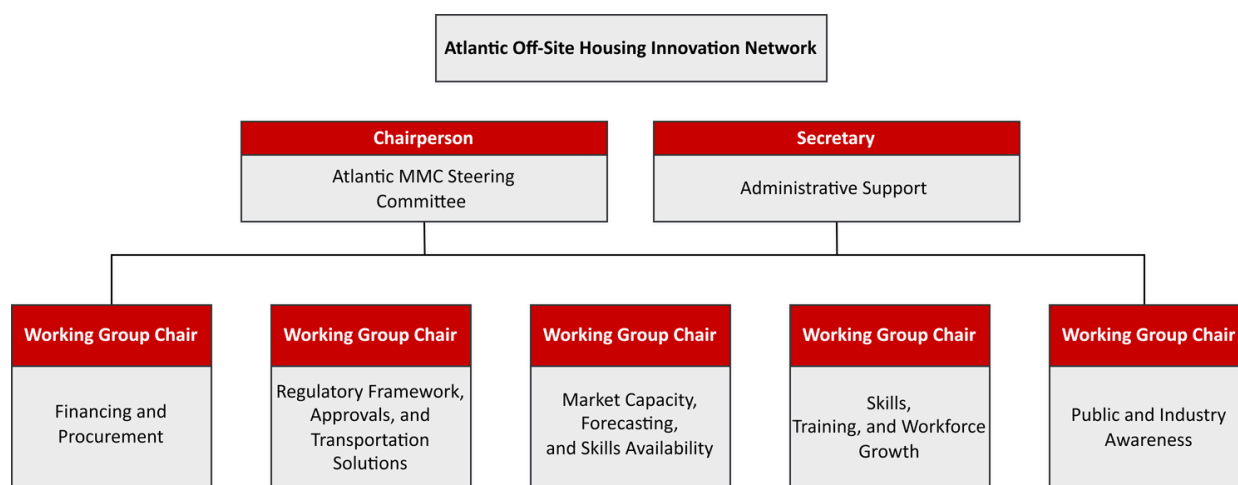 Atlantic Off-Site Housing Innovation Network
Chairperson
Atlantic MMC Steering
Committee
Secretary
Administrative Support
Working Group Chair
Financing and
Procurement
Working Group Chair
Regulatory Framework,
Approvals, and
Transportation
Solutions
Working Group Chair
Market Capacity,
Forecasting,
and Skills Availability
Working Group Chair
Skills,
Training, and Workforce
Growth
Working Group Chair
Public and Industry
Awareness